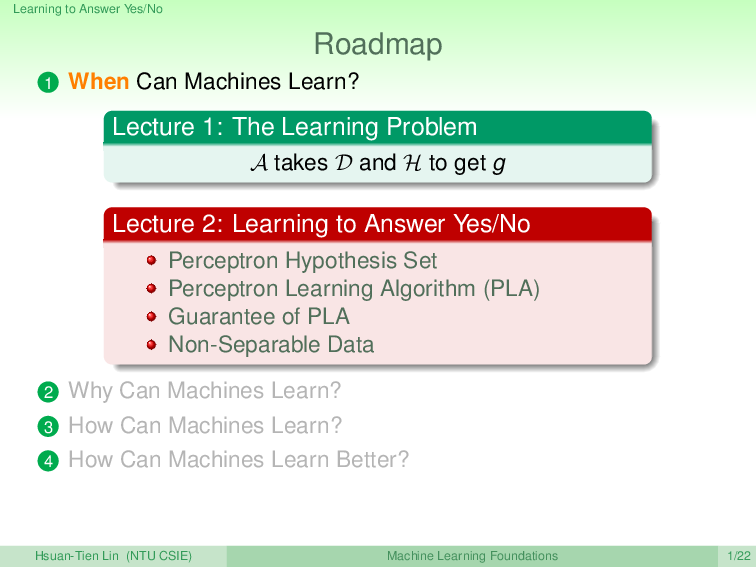 Learning to Answer Yes/No
Roadmap
1 When Can Machines Learn?
Lecture 1: The Learning Problem
𝒜 takes 𝒟 and ℋ to get g
Lecture 2: Learning to Answer Yes/No
Perceptron Hypothesis Set
Perceptron Learning Algorithm (PLA)
Guarantee of PLA
Non-Separable Data
2 Why Can Machines Learn?
3 How Can Machines Learn?
4 How Can Machines Learn Better?
Hsuan-Tien Lin (NTU CSIE) Machine Learning Foundations 1/22